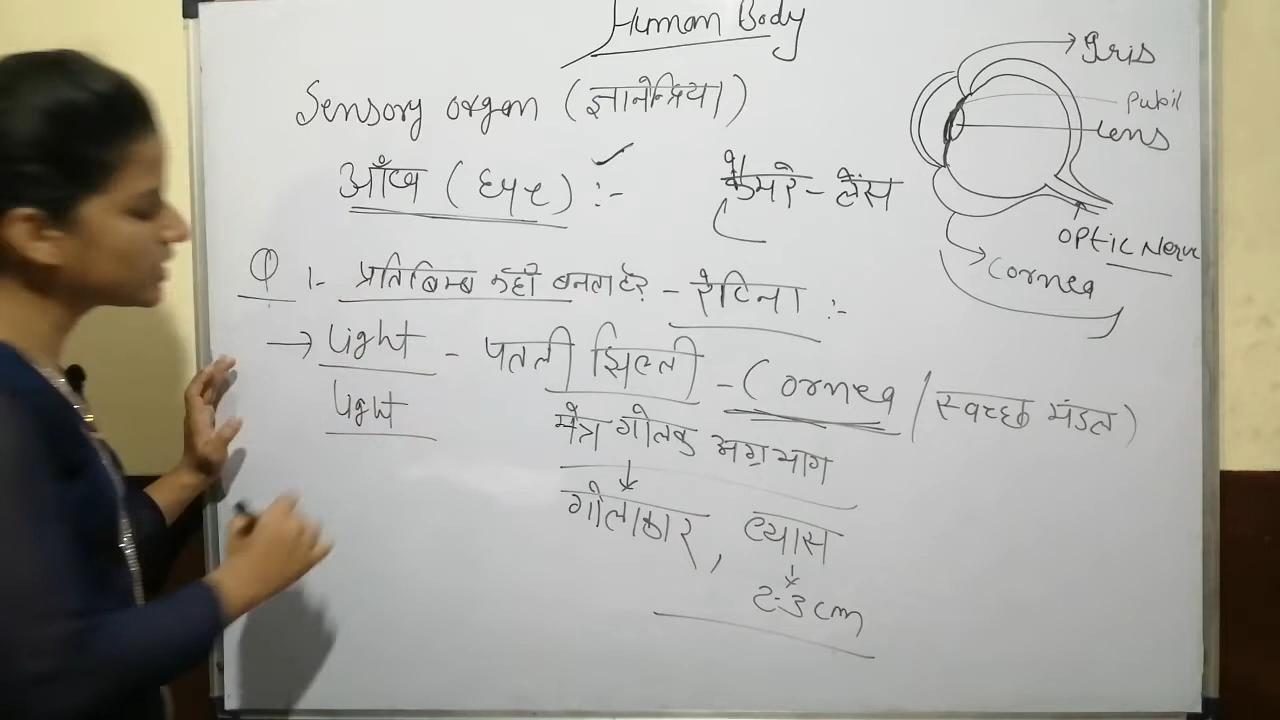 Human Body
Sensory organ (ज्ञानेन्द्रिया)
आँख (Eye) :-
कैमरे - लैंस
Iris
Pupil
Lens
Optic Nerve
Cornea
Q 1- प्रतिबिम्ब कहाँ बनता है? - रेटिना :-
→ Light - पतली झिल्ली - Cornea / स्वच्छ मंडल)
Light
नेत्र गोलक अग्र भाग
गोलाकार, व्यास
2.3 cm